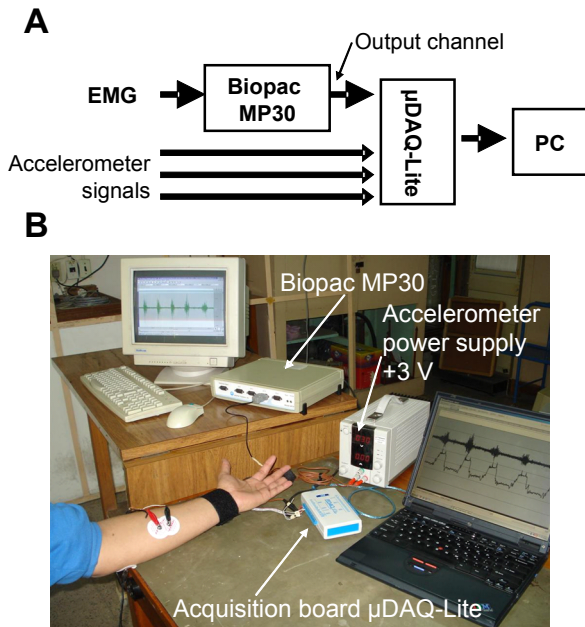 A
Output channel
EMG
Biopac
MP30
µDAQ-Lite
PC
Accelerometer
signals
B
Biopac MP30
Accelerometer
power supply
+3 V
Acquisition board µDAQ-Lite